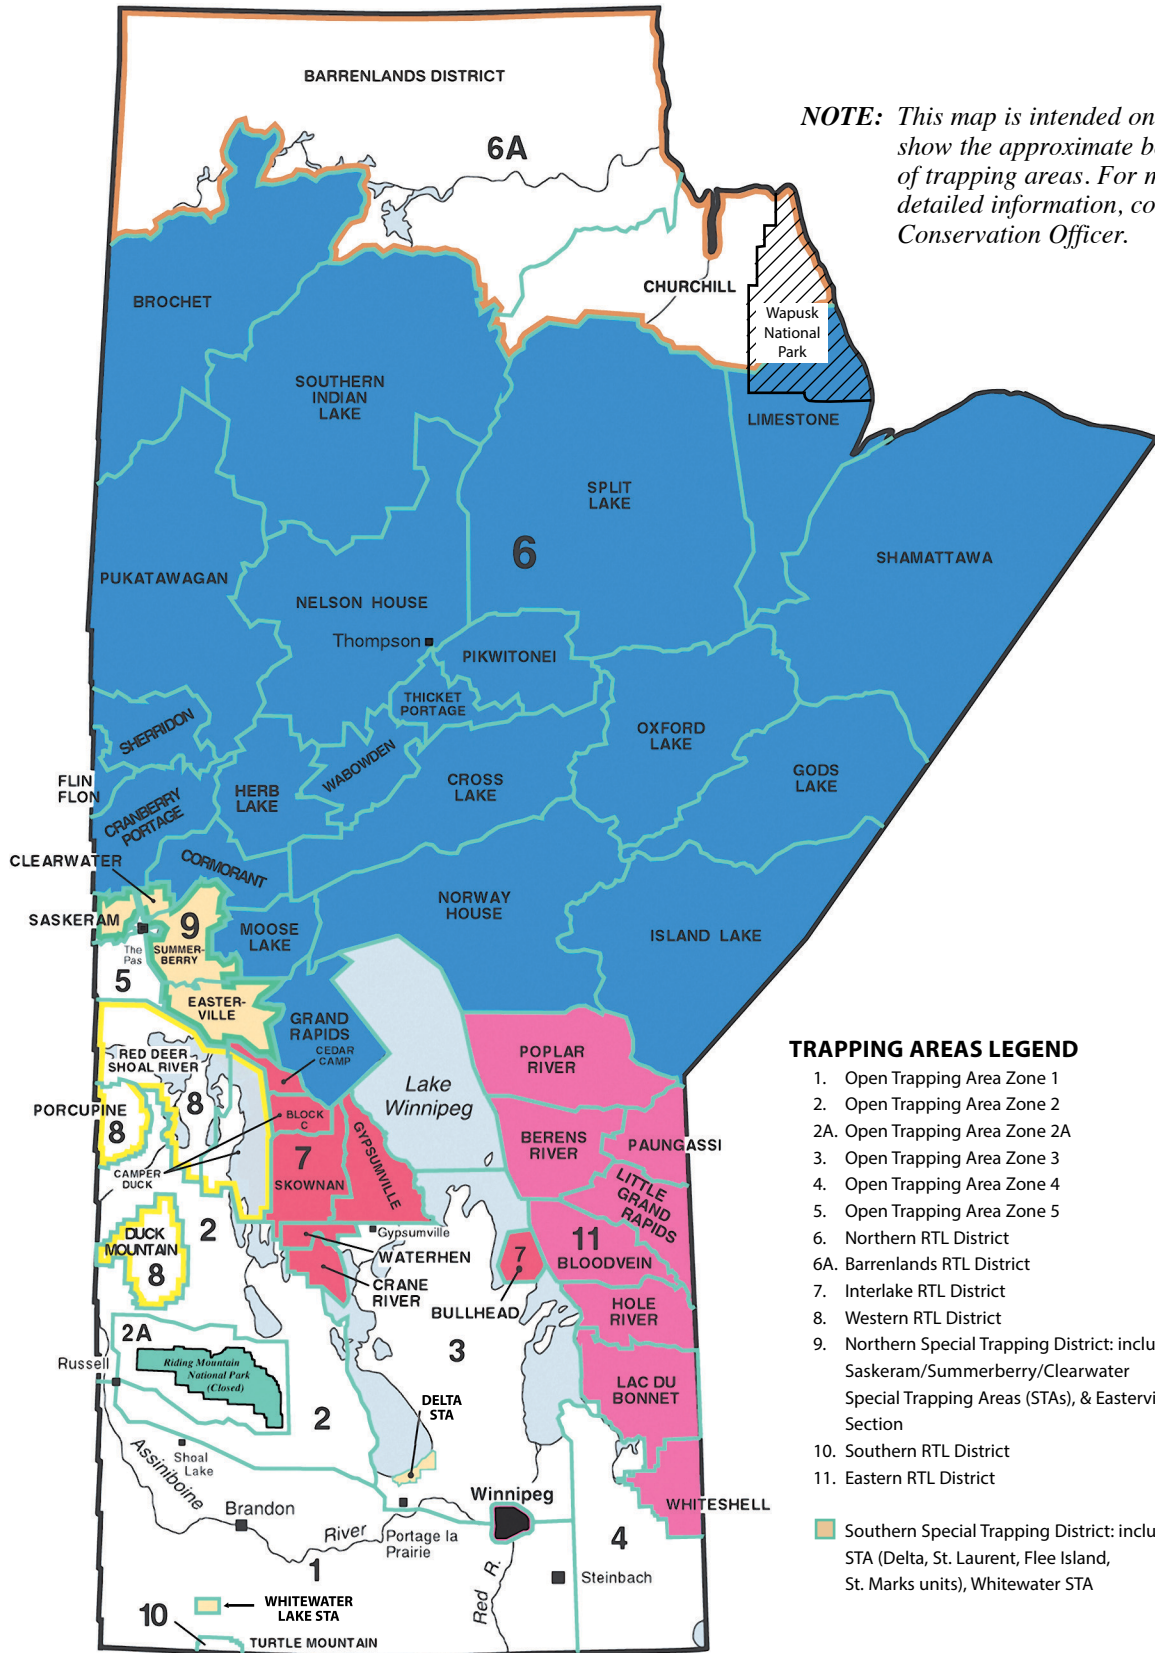 BARRENLANDS DISTRICT
6A
NOTE: This map is intended on
show the approximate b
of trapping areas. For m
detailed information, co
Conservation Officer.
CHURCHILL
BROCHET
Wapusk
National
Park
SOUTHERN
INDIAN
LAKE
LIMESTONE
SPLIT
LAKE
6
SHAMATTAWA
PUKATAWAGAN
NELSON HOUSE
Thompson
PIKWITONEI
THICKET
PORTAGE
SHERRIDON
OXFORD
LAKE
WABOWDEN
GODS
LAKE
FLIN
FLON
HERB
LAKE
CROSS
LAKE
CRANBERRY
PORTAGE
CLEARWATER
CORMORANT
NORWAY
HOUSE
SASKERAM
9
MOOSE
LAKE
ISLAND LAKE
The
Pas
SUMMER-
BERRY
5
EASTER-
VILLE
GRAND
RAPIDS
CEDAR
CAMP
RED DEER
SHOAL RIVER
POPLAR
RIVER
Lake
Winnipeg
8
PORCUPINE
8
BLOCK
C
BERENS
RIVER
PAUNGASSI
GYPSUMVILLE
7
SKOWNAN
CAMPER
DUCK
LITTLE
GRAND
RAPIDS
2
DUCK
MOUNTAIN
8
Gypsumville
WATERHEN
7
11
BLOODVEIN
CRANE
RIVER
BULLHEAD
HOLE
RIVER
2A
3
Russell
Riding Mountain
National Park
(Closed)
LAC DU
BONNET
2
DELTA
STA
Shoal
Lake
Assiniboine
Winnipeg
WHITESHELL
Brandon
River
Portage la
Prairie
4
1
Red R.
Steinbach
WHITEWATER
LAKE STA
10
TURTLE MOUNTAIN
TRAPPING AREAS LEGEND
1. Open Trapping Area Zone 1
2. Open Trapping Area Zone 2
2A. Open Trapping Area Zone 2A
3. Open Trapping Area Zone 3
4. Open Trapping Area Zone 4
5. Open Trapping Area Zone 5
6. Northern RTL District
6A. Barrenlands RTL District
7. Interlake RTL District
8. Western RTL District
9. Northern Special Trapping District: inclu
Saskeram/Summerberry/Clearwater
Special Trapping Areas (STAs), & Eastervi
Section
10. Southern RTL District
11. Eastern RTL District
Southern Special Trapping District: inclu
STA (Delta, St. Laurent, Flee Island,
St. Marks units), Whitewater STA